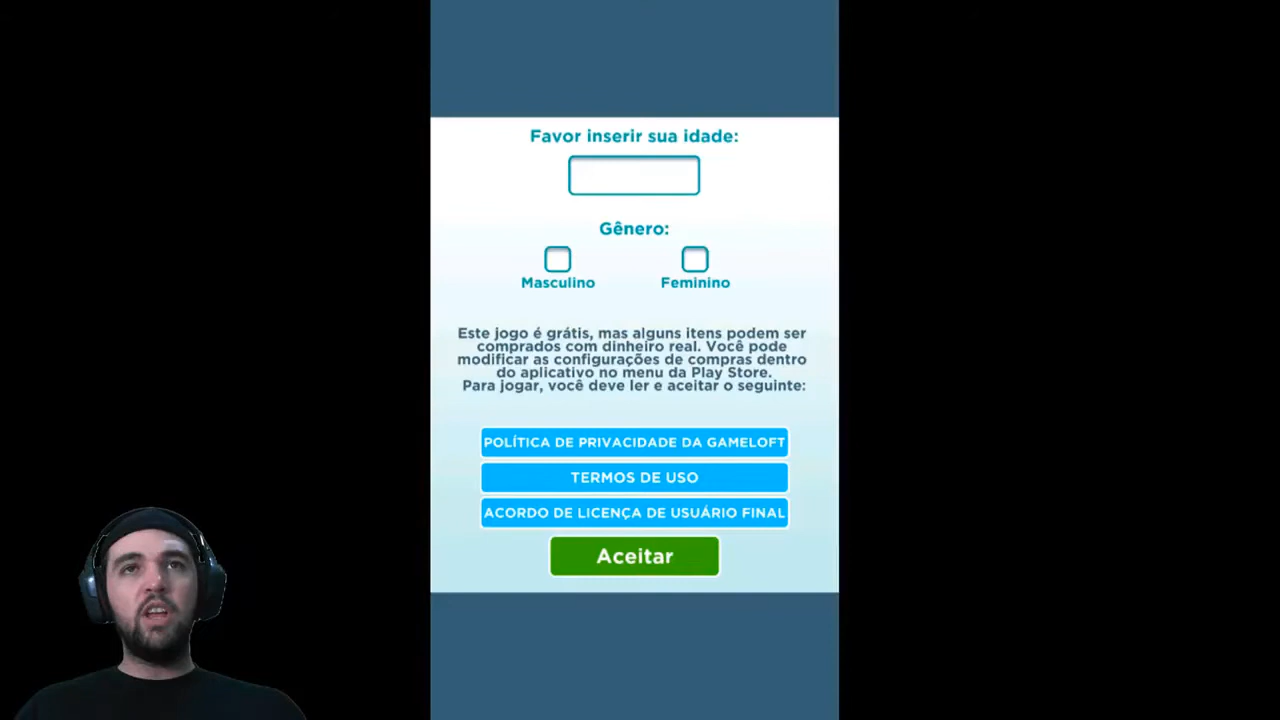 Favor inserir sua idade:
Gênero:
Masculino Feminino
Este jogo é grátis, mas alguns itens podem ser
comprados com dinheiro real. Você pode
modificar as configurações de compras dentro
do aplicativo no menu da Play Store.
Para jogar, você deve ler e aceitar o seguinte:
POLÍTICA DE PRIVACIDADE DA GAMELOFT
TERMOS DE USO
ACORDO DE LICENÇA DE USUÁRIO FINAL
Aceitar